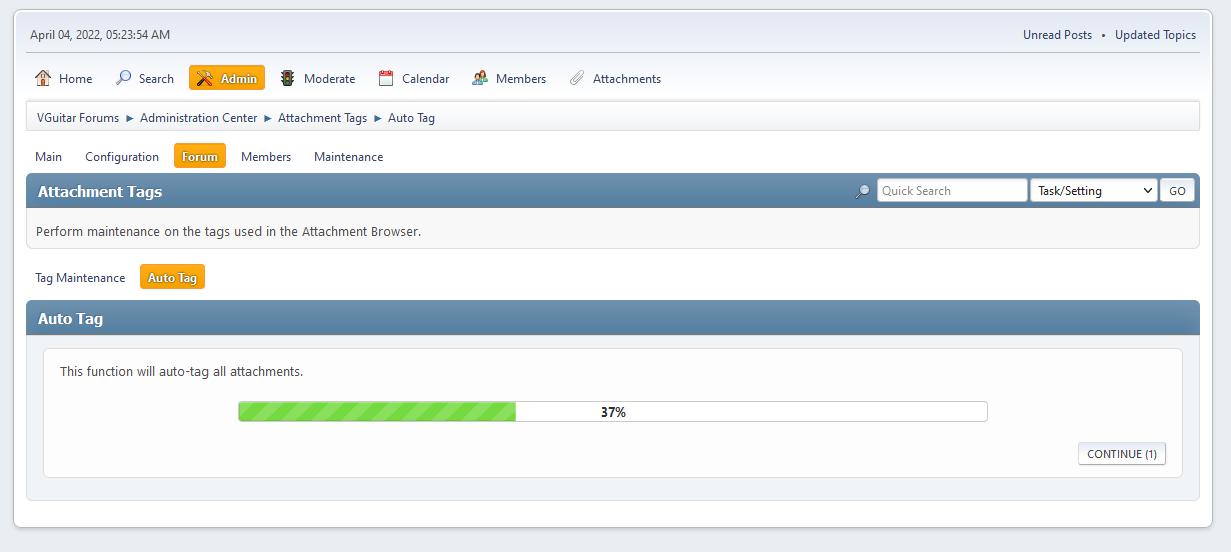 April 04, 2022, 05:23:54 AM Unread Posts • Updated Topics
Home Search Admin Moderate Calendar Members Attachments
VGuitar Forums ► Administration Center ► Attachment Tags ► Auto Tag
Main Configuration Forum Members Maintenance
Attachment Tags Quick Search Task/Setting GO
Perform maintenance on the tags used in the Attachment Browser.
Tag Maintenance Auto Tag
Auto Tag
This function will auto-tag all attachments.
37%
CONTINUE (1)